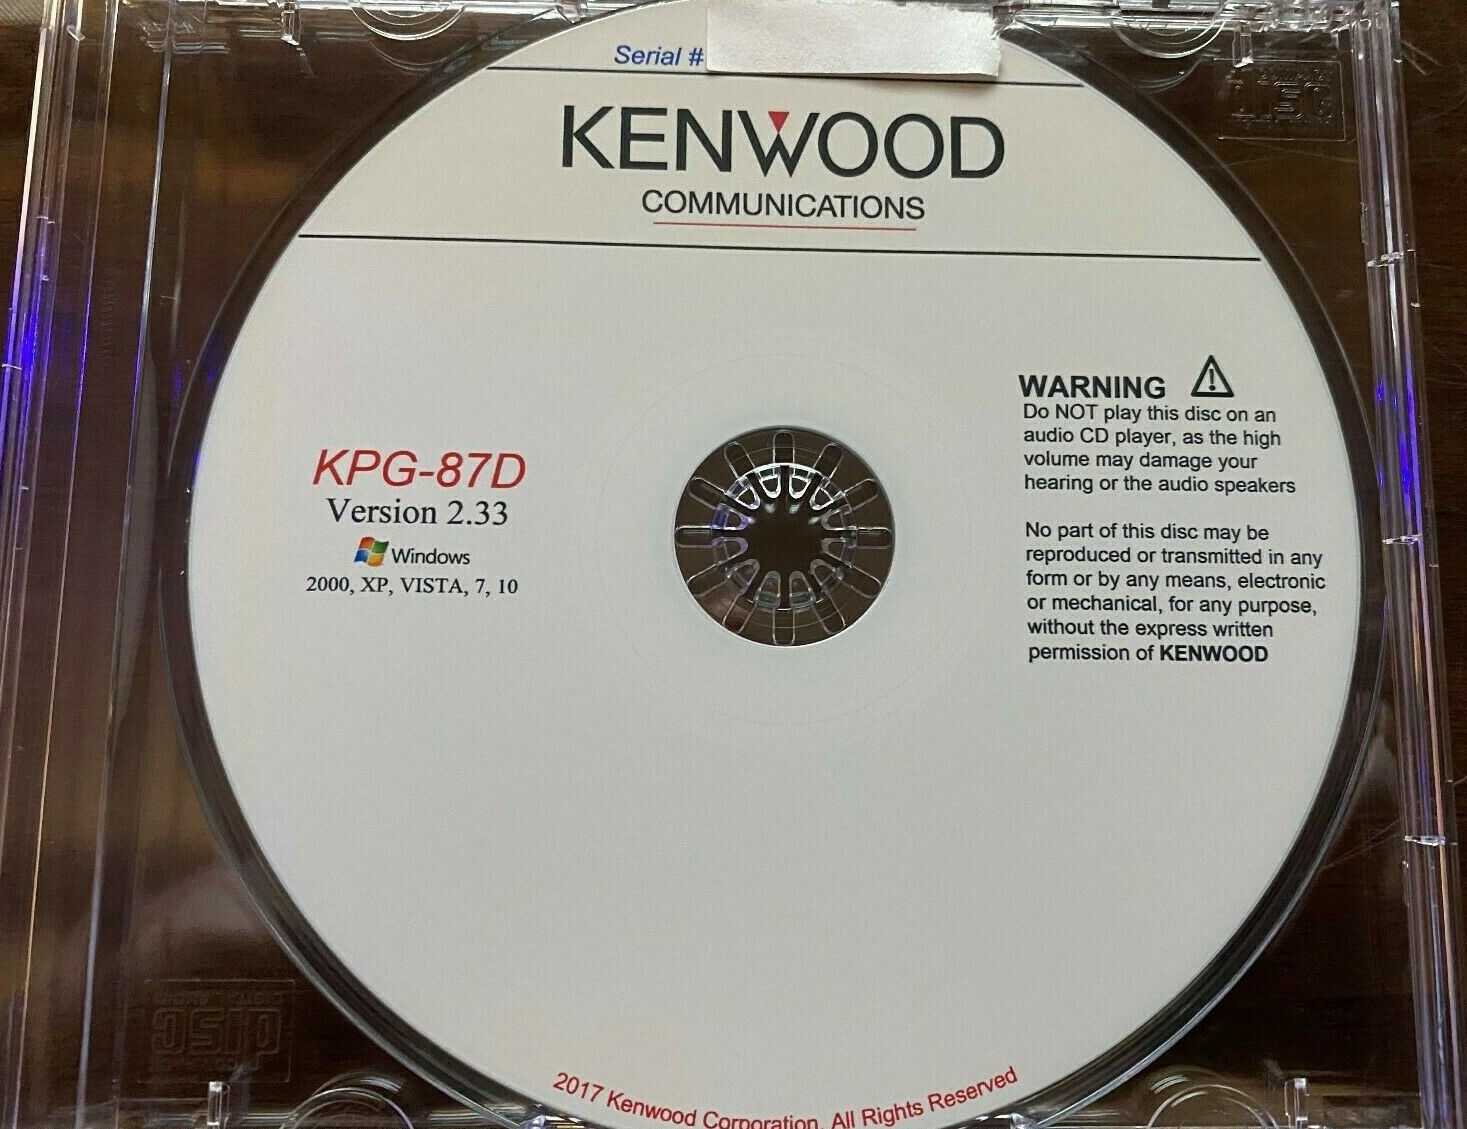 Serial #
KENWOOD
COMMUNICATIONS
KPG-87D
Version 2.33
Windows
2000, XP, VISTA, 7, 10
WARNING
Do NOT play this disc on an
audio CD player, as the high
volume may damage your
hearing or the audio speakers
No part of this disc may be
reproduced or transmitted in any
form or by any means, electronic
or mechanical, for any purpose,
without the express written
permission of KENWOOD
2017 Kenwood Corporation, All Rights Reserved